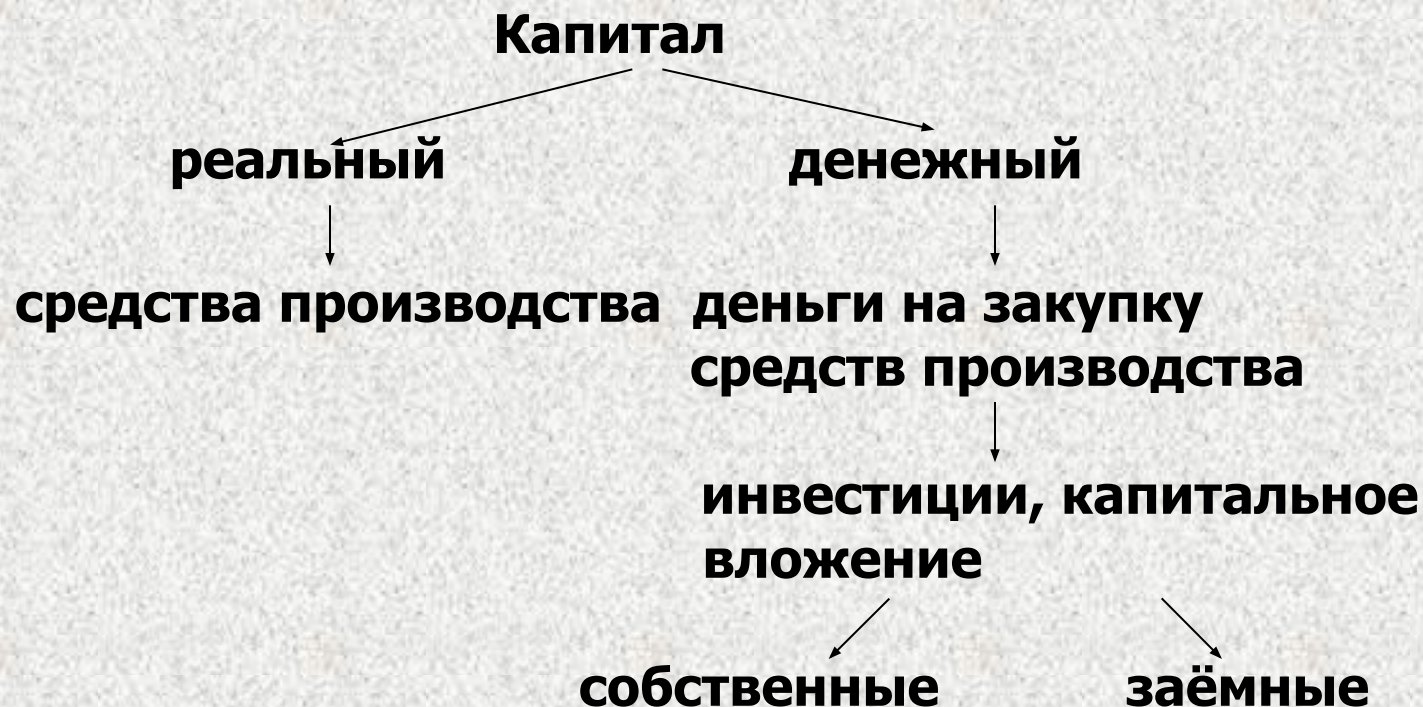 Капитал
реальный денежный
средства производства деньги на закупку
средств производства
инвестиции, капитальное
вложение
собственные заёмные